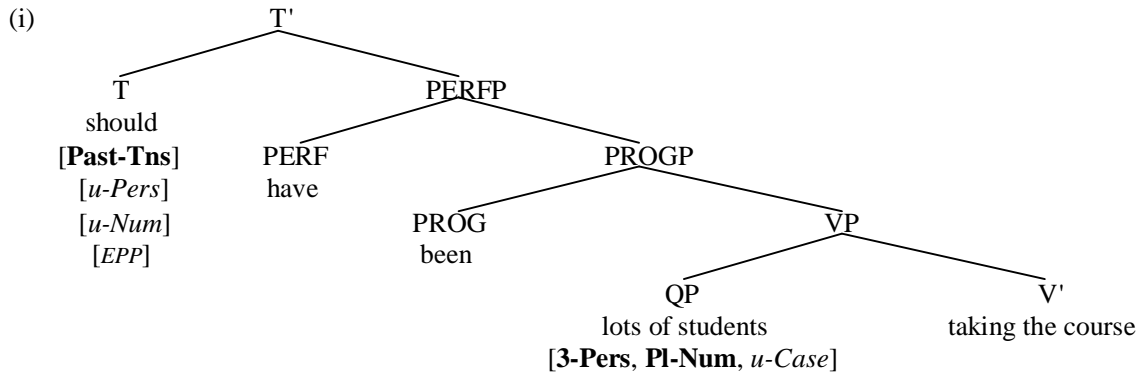 (i) T'
T PERFP
should
[Past-Tns] PERF PROGP
[u-Pers] have
[u-Num] PROG VP
[EPP] been
QP V'
lots of students taking the course
[3-Pers, Pl-Num, u-Case]